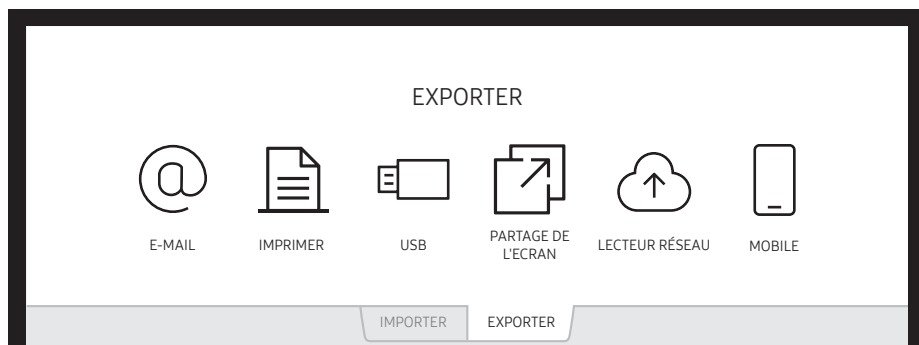 EXPORTER
E-MAIL
IMPRIMER
USB
PARTAGE DE
L'ECRAN
LECTEUR RÉSEAU
MOBILE
IMPORTER
EXPORTER